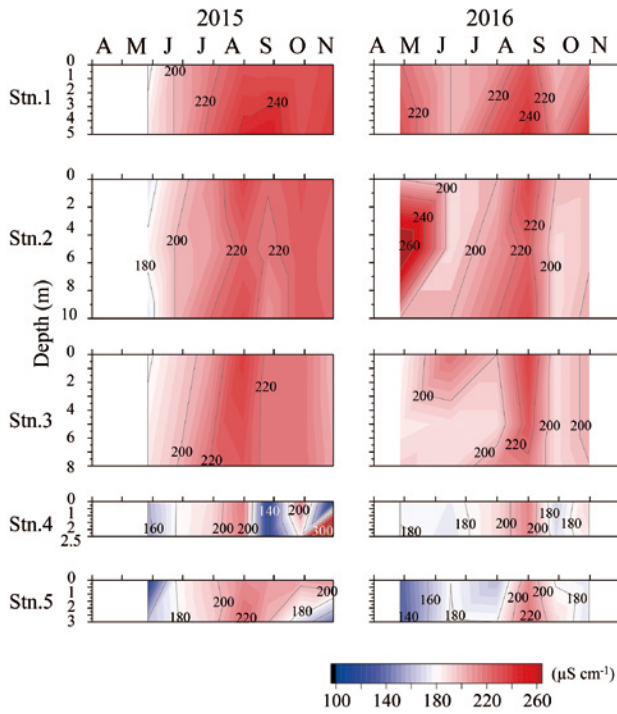 2015 2016
A M J J A S O N A M J J A S O N
Stn.1
0 1 2 3 4 5
200 220 240
220 220 220 240
Stn.2
0 2 4 6 8 10
180 200 220 220
200 240 260 200 220 220 200
Depth (m)
Stn.3
0 2 4 6 8
200 220 220
200 200 220 200 200
Stn.4
0 1 2 2.5
160 200 200 140 200 300
180 180 200 200 180 180
Stn.5
0 1 2 3
180 200 220 200 180
140 160 180 200 220 200 180
(μS cm⁻¹)
100 140 180 220 260